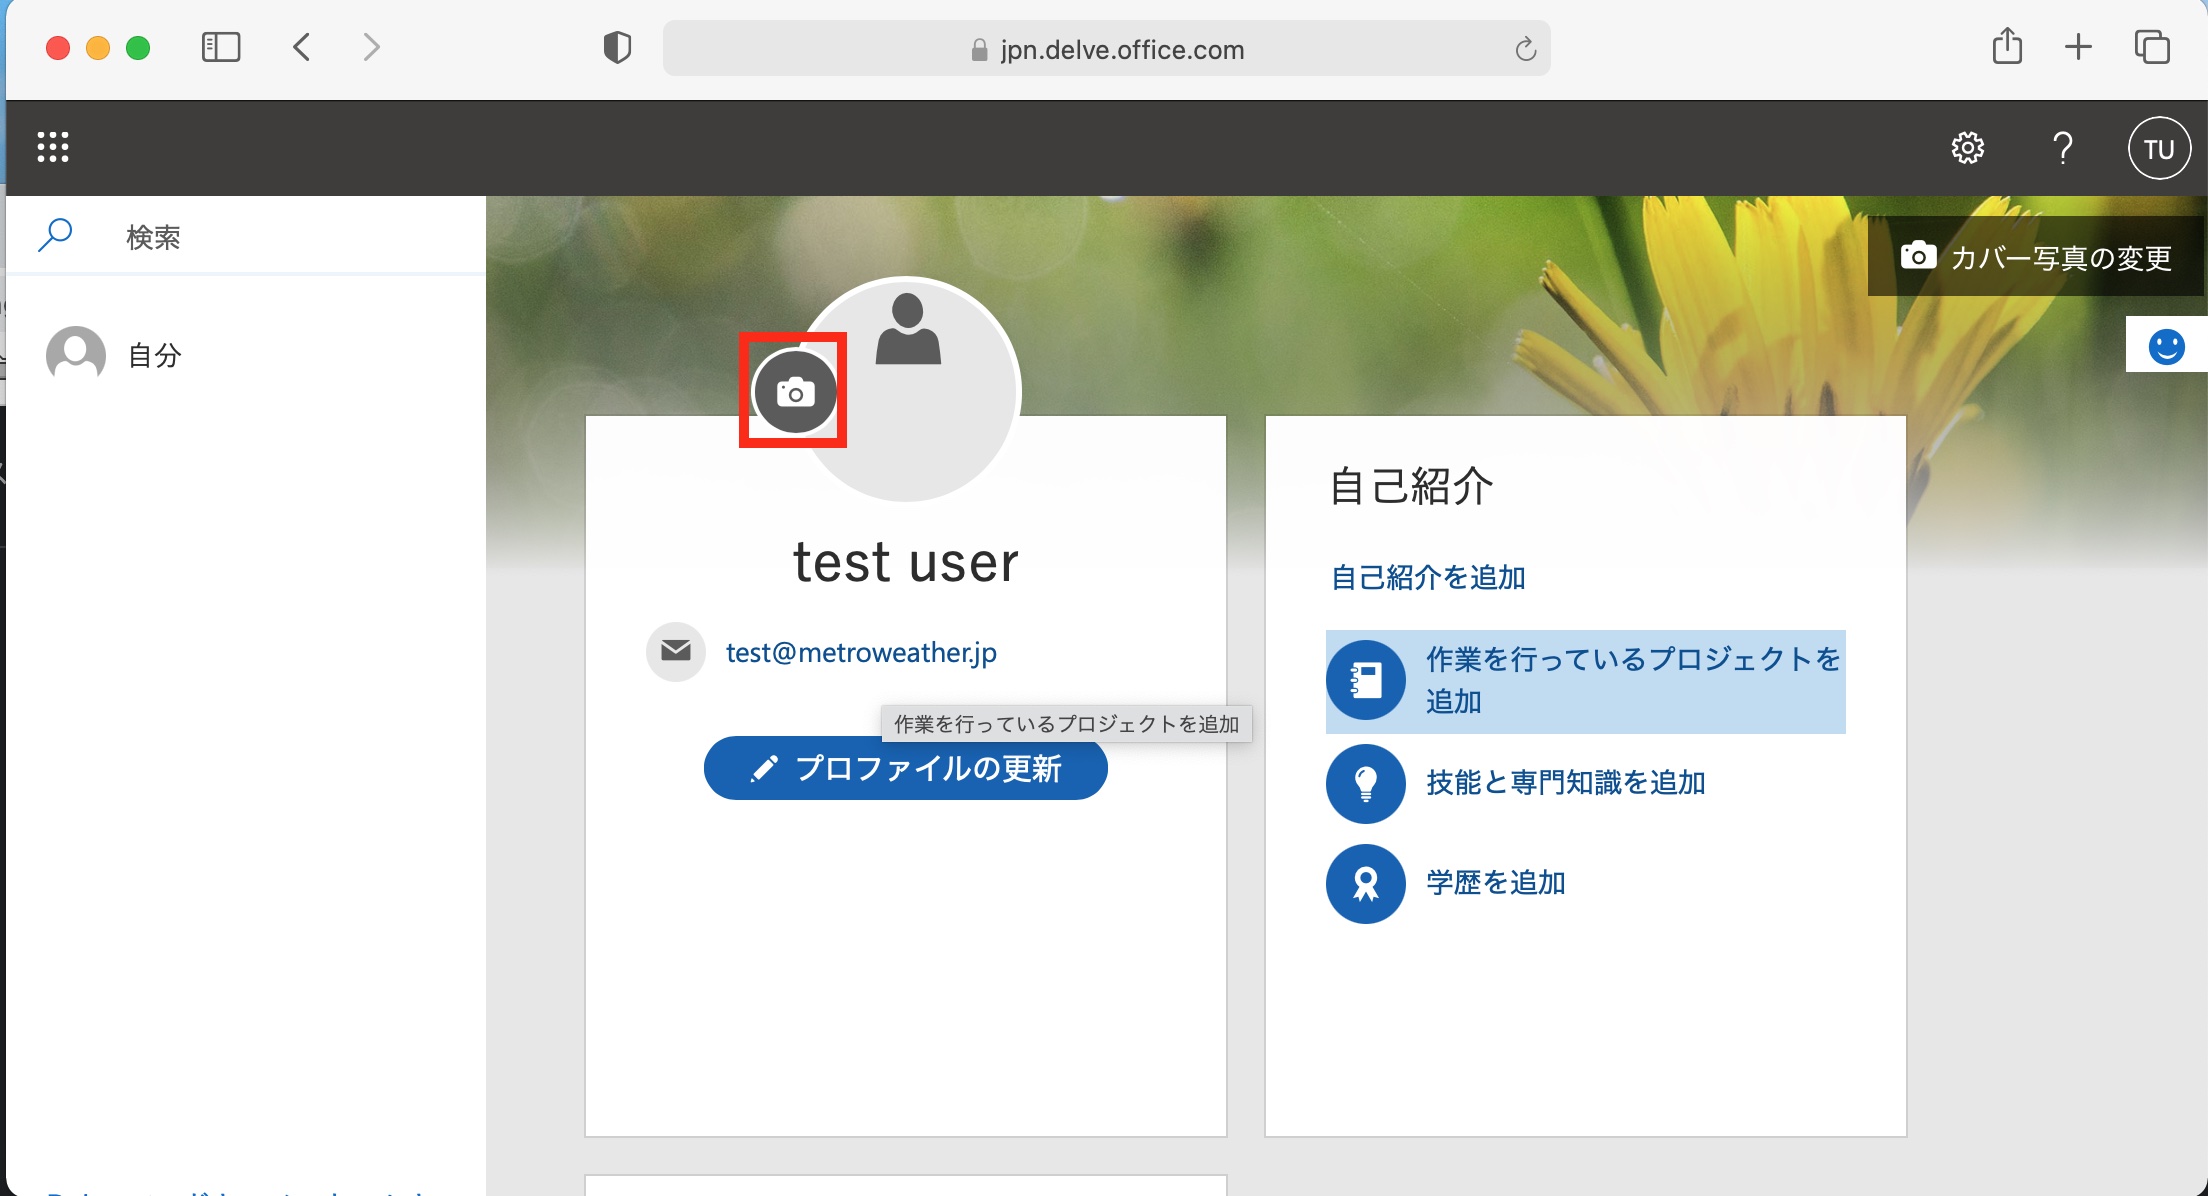 jpn.delve.office.com
TU
検索
カバー写真の変更
自分
自己紹介
test user
自己紹介を追加
test@metroweather.jp
作業を行っているプロジェクトを
追加
作業を行っているプロジェクトを追加
プロファイルの更新
技能と専門知識を追加
学歴を追加